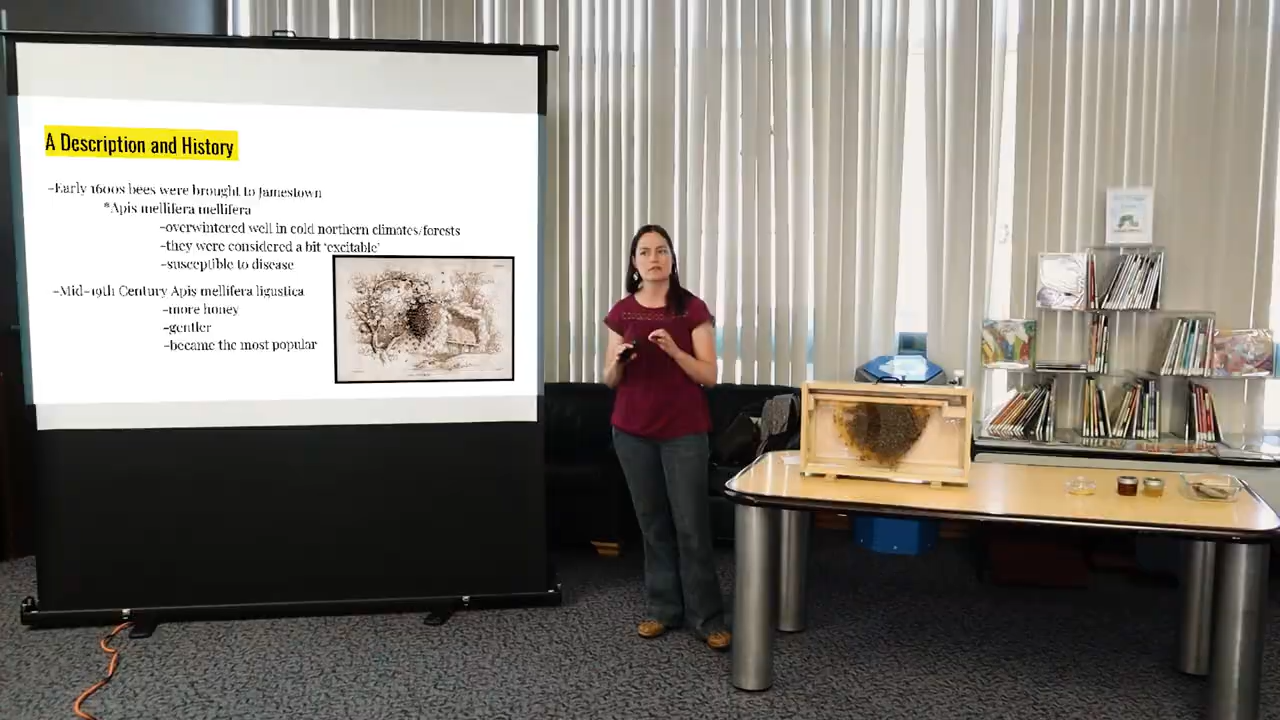 A Description and History
-Early 1600s bees were brought to Jamestown
*Apis mellifera mellifera
-overwintered well in cold northern climates/forests
-they were considered a bit 'excitable'
-susceptible to disease
-Mid-19th Century Apis mellifera ligustica
-more honey
-gentler
-became the most popular